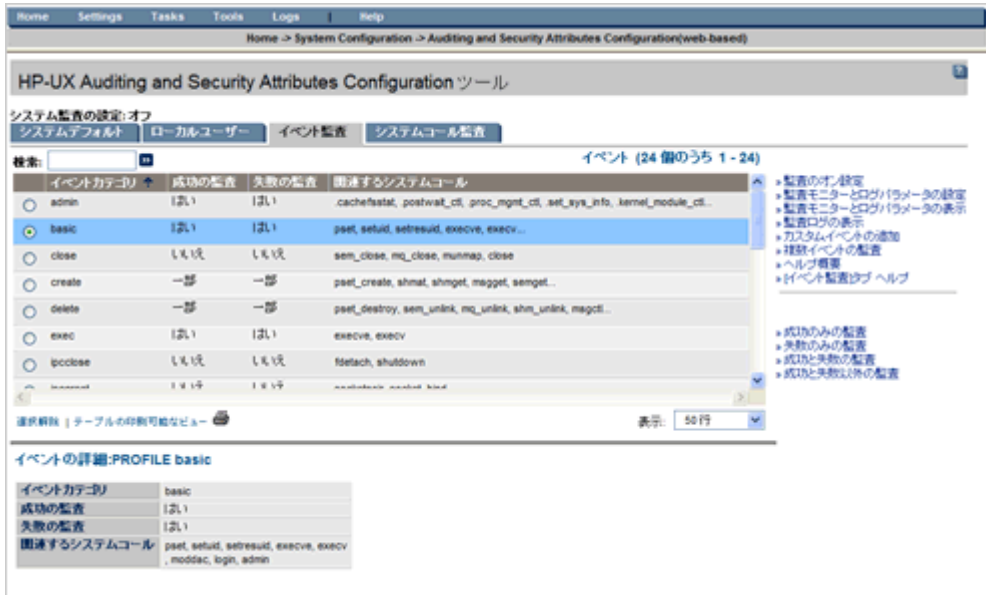 Home Settings Tasks Tools Logs | Help
Home -> System Configuration -> Auditing and Security Attributes Configuration(web-based)
HP-UX Auditing and Security Attributes Configuration ツール
?
システム監査の設定:オフ
システムデフォルト ローカルユーザー イベント監査 システムコール監査
検索: イベント (24 個のうち 1 - 24)
イベントカテゴリ 成功の監査 失敗の監査 関連するシステムコール
admin はい はい .cachefsstat, .postwait_ctl, .proc_mgnt_ctl, .set_sys_info, .kernel_module_ctl...
basic はい はい pset, setuid, setresuid, execve, execv...
close いいえ いいえ sem_close, mq_close, munmap, close
create 一部 一部 pset_create, shmat, shmget, msgget, semget...
delete 一部 一部 pset_destroy, sem_unlink, mq_unlink, shm_unlink, msgctl...
exec はい はい execve, execv
ipcclose いいえ いいえ fdetach, shutdown
いいえ いいえ
選択解除 | テーブルの印刷可能なビュー 表示: 50 行
» 監査のオン設定
» 監査モニターとログパラメータの設定
» 監査モニターとログパラメータの表示
» 監査ログの表示
» カスタムイベントの追加
» 複数イベントの監査
» ヘルプ概要
» [イベント監査]タブ ヘルプ
» 成功のみの監査
» 失敗のみの監査
» 成功と失敗の監査
» 成功と失敗以外の監査
イベントの詳細:PROFILE basic
イベントカテゴリ basic
成功の監査 はい
失敗の監査 はい
関連するシステムコール pset, setuid, setresuid, execve, execv
, moddac, login, admin